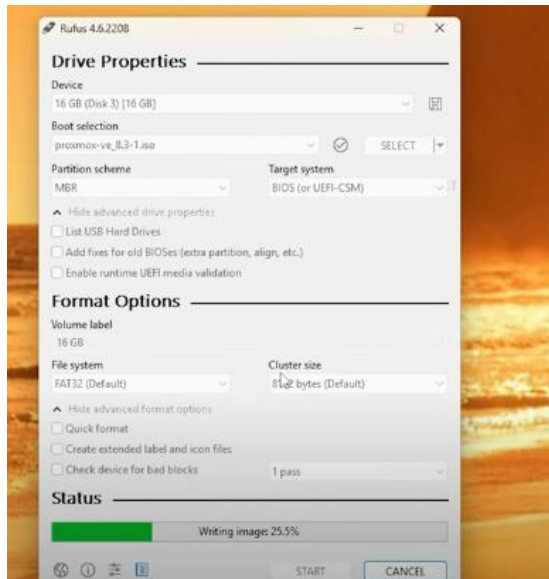 Rufus 4.6.2208
Drive Properties
Device
16 GB (Disk 3) [16 GB]
Boot selection
proxmox-ve_8.3-1.iso
SELECT
Partition scheme Target system
MBR BIOS (or UEFI-CSM) ?
Hide advanced drive properties
List USB Hard Drives
Add fixes for old BIOSes (extra partition, align, etc.)
Enable runtime UEFI media validation
Format Options
Volume label
16 GB
File system Cluster size
FAT32 (Default) 8192 bytes (Default)
Hide advanced format options
Quick format
Create extended label and icon files
Check device for bad blocks 1 pass
Status
Writing image: 25.5%
START CANCEL